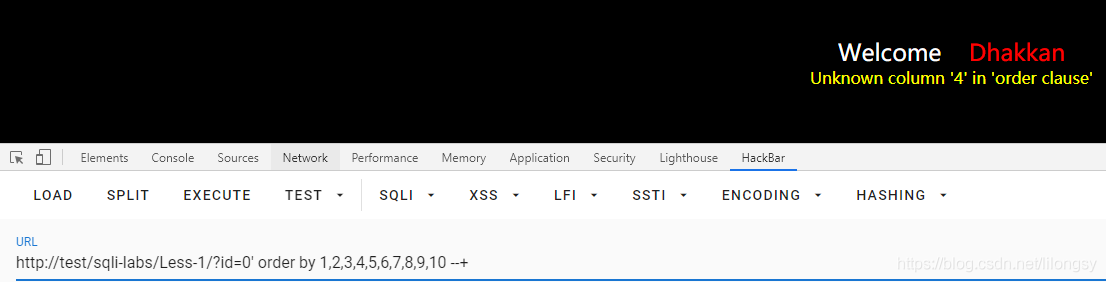 Welcome Dhakkan
Unknown column '4' in 'order clause'
Elements Console Sources Network Performance Memory Application Security Lighthouse HackBar
LOAD SPLIT EXECUTE TEST SQLI XSS LFI SSTI ENCODING HASHING
URL
http://test/sqli-labs/Less-1/?id=0' order by 1,2,3,4,5,6,7,8,9,10 --+
https://blog.csdn.net/lilongsy